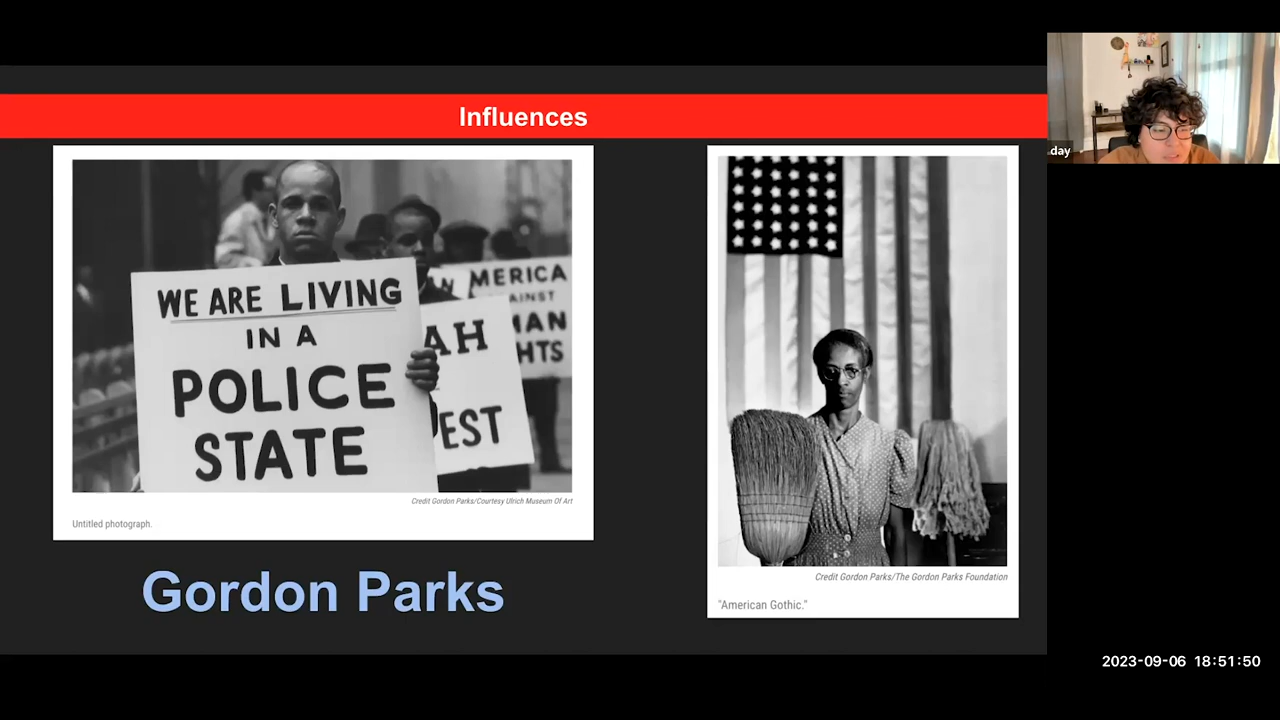 Influences
WE ARE LIVING
IN A
POLICE
STATE
AH
EST
MERICA
AINST
MAN
HTS
Credit Gordon Parks/Courtesy Ulrich Museum Of Art
Untitled photograph.
Gordon Parks
Credit Gordon Parks/The Gordon Parks Foundation
"American Gothic."
day
2023-09-06 18:51:50